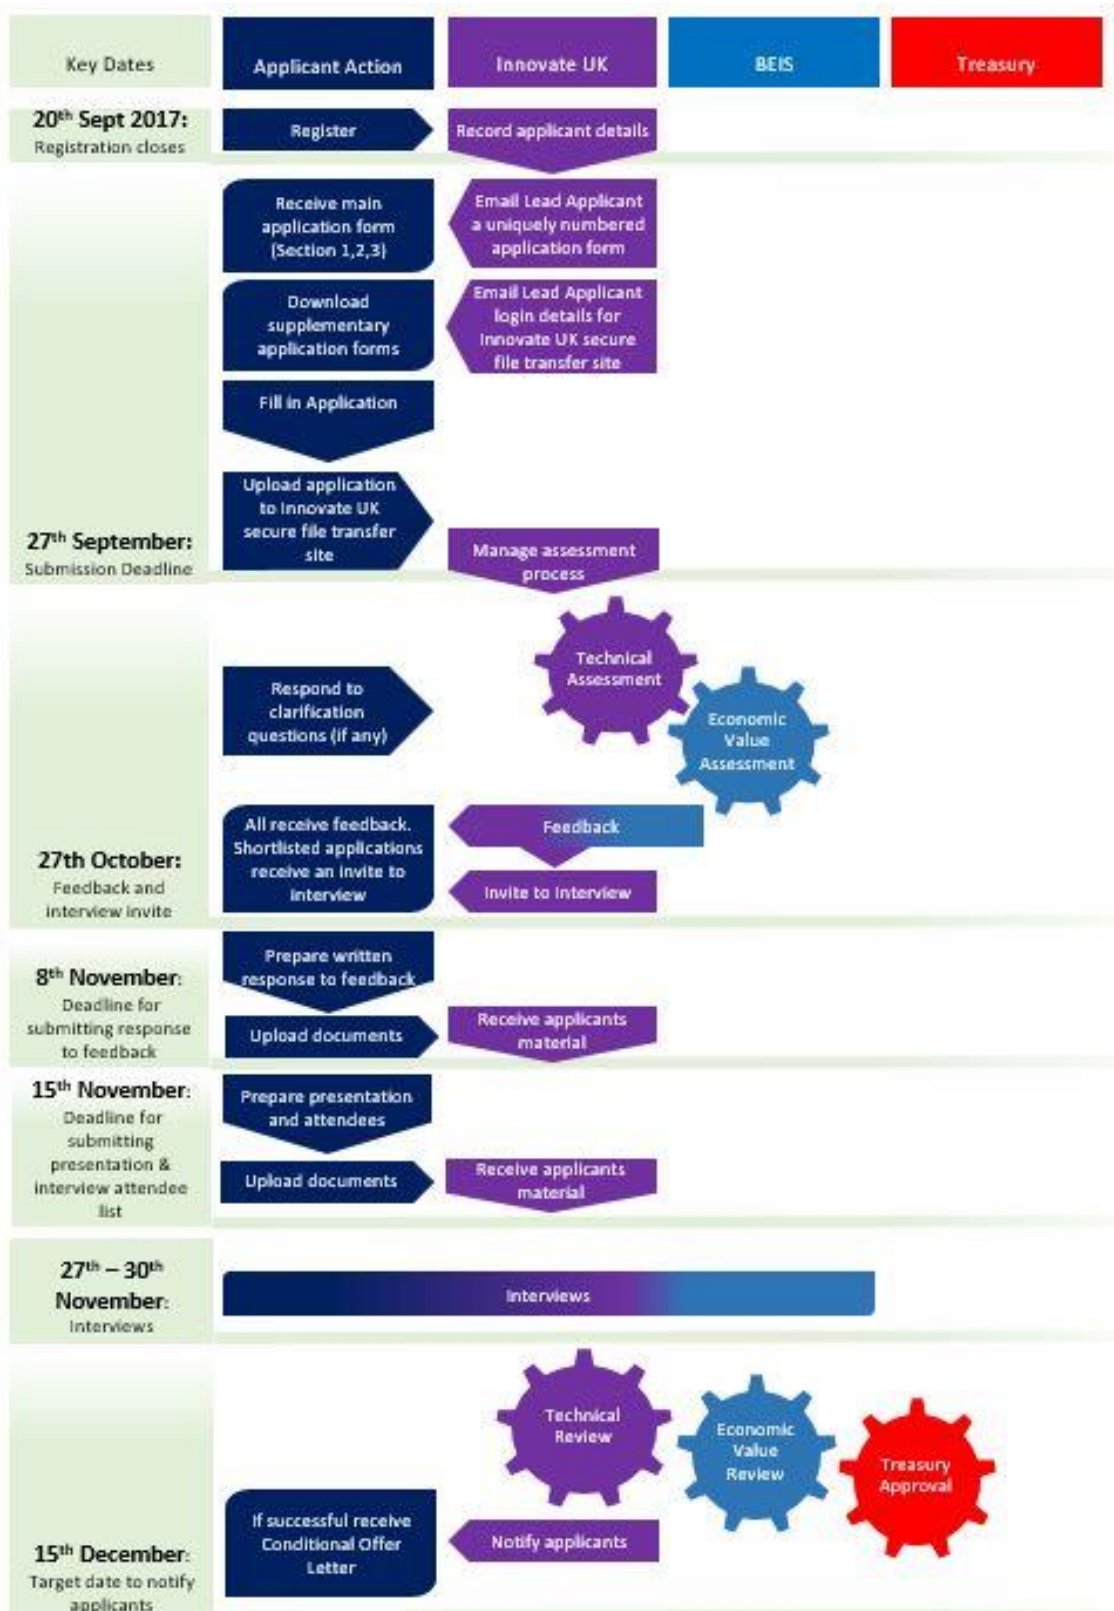 Key Dates
Applicant Action
Innovate UK
BEIS
Treasury
20th Sept 2017:
Registration closes
Register
Record applicant details
Receive main
application form
(Section 1,2,3)
Email Lead Applicant
a uniquely numbered
application form
Download
supplementary
application forms
Email Lead Applicant
login details for
Innovate UK secure
file transfer site
Fill in Application
Upload application
to Innovate UK
secure file transfer
site
27th September:
Submission Deadline
Manage assessment
process
Technical
Assessment
Respond to
clarification
questions (if any)
Economic
Value
Assessment
27th October:
Feedback and
interview invite
All receive feedback.
Shortlisted applications
receive an invite to
interview
Feedback
Invite to Interview
8th November:
Deadline for
submitting response
to feedback
Prepare written
response to feedback
Upload documents
Receive applicants
material
15th November:
Deadline for
submitting
presentation &
interview attendee
list
Prepare presentation
and attendees
Upload documents
Receive applicants
material
27th – 30th
November:
Interviews
Interviews
Technical
Review
Economic
Value
Review
Treasury
Approval
15th December:
Target date to notify
applicants
If successful receive
Conditional Offer
Letter
Notify applicants